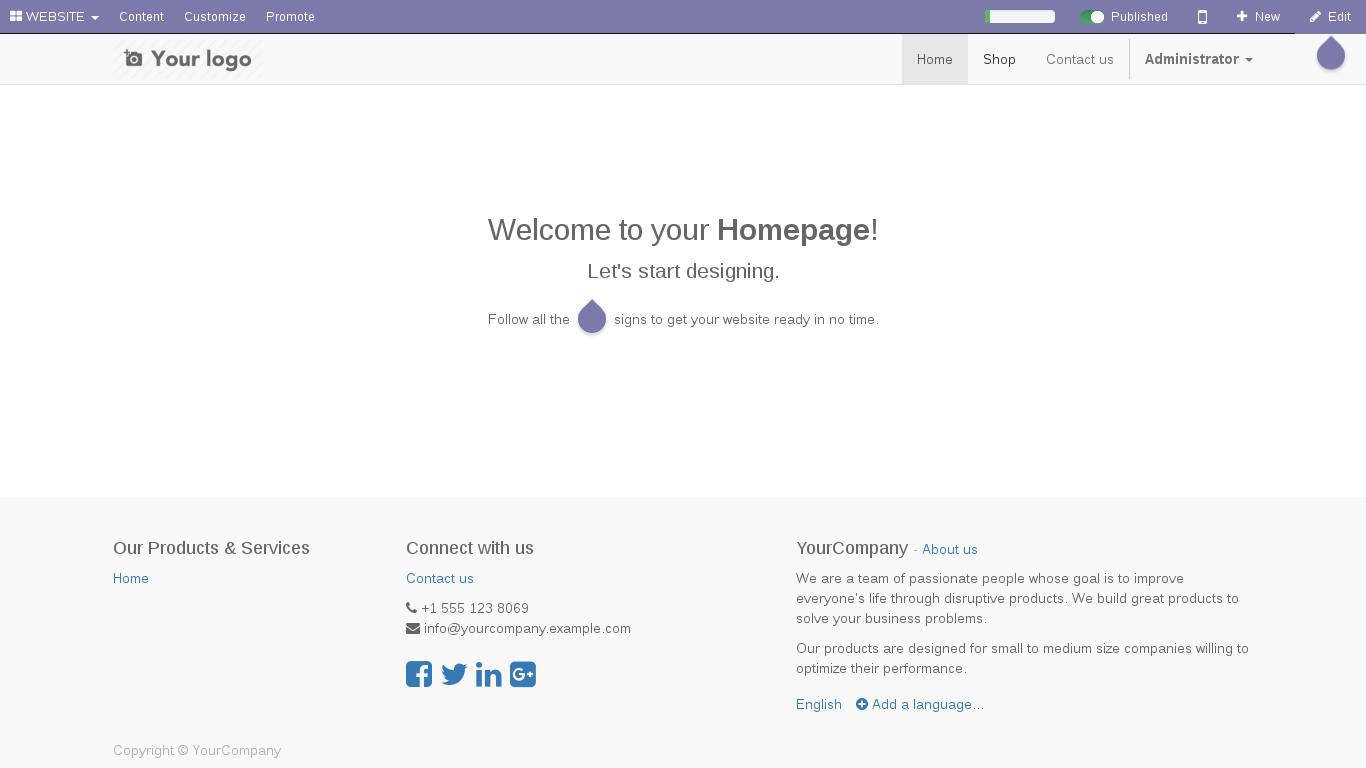 WEBSITE Content Customize Promote Published New Edit
Your logo Home Shop Contact us Administrator
Welcome to your Homepage!
Let's start designing.
Follow all the signs to get your website ready in no time.
Our Products & Services
Home
Connect with us
Contact us
+1 555 123 8069
info@yourcompany.example.com
YourCompany - About us
We are a team of passionate people whose goal is to improve
everyone's life through disruptive products. We build great products to
solve your business problems.
Our products are designed for small to medium size companies willing to
optimize their performance.
English Add a language...
Copyright © YourCompany